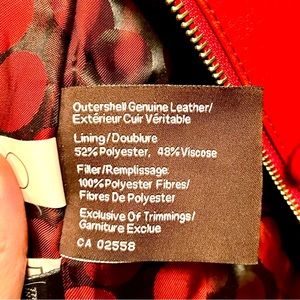 Outershell Genuine Leather/
Extérieur Cuir Véritable
Lining/Doublure
52% Polyester, 48% Viscose
Filler/Remplissage
100% Polyester Fibres/
Fibres De Polyester
Exclusive Of Trimmings/
Garniture Exclue
CA 02558